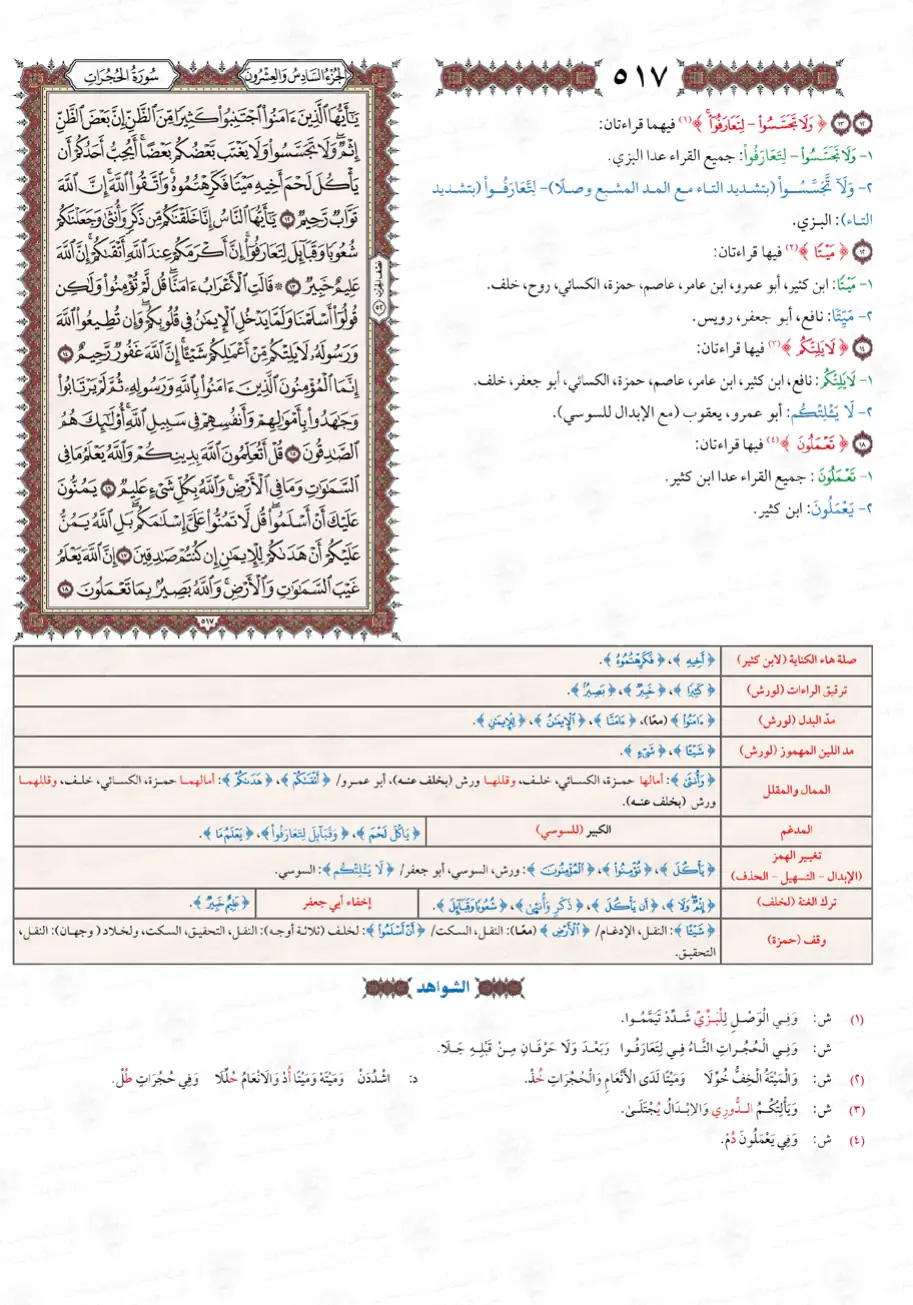 ٥١٧
١٢ ١٣ ﴿ وَلَا تَجَسَّسُواْ – لِتَعَارَفُوٓاْ ﴾(١) فيهما قراءتان:
١- وَلَا تَجَسَّسُواْ – لِتَعَارَفُوٓاْ: جميع القراء عدا البزي.
٢- وَلَآ تَّجَسَّسُواْ (بتشديد التاء مع المد المشبع وصلًا)– لِتَّعَارَفُوٓاْ (بتشديد
التاء): البزي.
١٢ ﴿ مَيۡتًا ﴾(٢) فيها قراءتان:
١- مَيۡتًا: ابن كثير، أبو عمرو، ابن عامر، عاصم، حمزة، الكسائي، روح، خلف.
٢- مَيِّتًا: نافع، أبو جعفر، رويس.
١٤ ﴿ لَا يَلِتۡكُم ﴾(٣) فيها قراءتان:
١- لَا يَلِتۡكُم: نافع، ابن كثير، ابن عامر، عاصم، حمزة، الكسائي، أبو جعفر، خلف.
٢- لَا يَـٔۡلِتۡكُم: أبو عمرو، يعقوب (مع الإبدال للسوسي).
١٨ ﴿ تَعۡمَلُونَ ﴾(٤) فيها قراءتان:
١- تَعۡمَلُونَ : جميع القراء عدا ابن كثير.
٢- يَعۡمَلُونَ: ابن كثير.
الجُزْءُ السَّادِسُ وَالعِشْرُونَ سُورَةُ الحُجُرَاتِ
يَـٰٓأَيُّهَا ٱلَّذِينَ ءَامَنُواْ ٱجۡتَنِبُواْ كَثِيرٗا مِّنَ ٱلظَّنِّ إِنَّ بَعۡضَ ٱلظَّنِّ
إِثۡمٞۖ وَلَا تَجَسَّسُواْ وَلَا يَغۡتَب بَّعۡضُكُم بَعۡضًاۚ أَيُحِبُّ أَحَدُكُمۡ أَن
يَأۡكُلَ لَحۡمَ أَخِيهِ مَيۡتٗا فَكَرِهۡتُمُوهُۚ وَٱتَّقُواْ ٱللَّهَۚ إِنَّ ٱللَّهَ
تَوَّابٞ رَّحِيمٞ ١٢ يَـٰٓأَيُّهَا ٱلنَّاسُ إِنَّا خَلَقۡنَٰكُم مِّن ذَكَرٖ وَأُنثَىٰ وَجَعَلۡنَٰكُمۡ
شُعُوبٗا وَقَبَآئِلَ لِتَعَارَفُوٓاْۚ إِنَّ أَكۡرَمَكُمۡ عِندَ ٱللَّهِ أَتۡقَىٰكُمۡۚ إِنَّ ٱللَّهَ
عَلِيمٌ خَبِيرٞ ١٣ ۞ قَالَتِ ٱلۡأَعۡرَابُ ءَامَنَّاۖ قُل لَّمۡ تُؤۡمِنُواْ وَلَٰكِن
قُولُوٓاْ أَسۡلَمۡنَا وَلَمَّا يَدۡخُلِ ٱلۡإِيمَٰنُ فِي قُلُوبِكُمۡۖ وَإِن تُطِيعُواْ ٱللَّهَ
وَرَسُولَهُۥ لَا يَلِتۡكُم مِّنۡ أَعۡمَٰلِكُمۡ شَيۡـًٔاۚ إِنَّ ٱللَّهَ غَفُورٞ رَّحِيمٌ ١٤
إِنَّمَا ٱلۡمُؤۡمِنُونَ ٱلَّذِينَ ءَامَنُواْ بِٱللَّهِ وَرَسُولِهِۦ ثُمَّ لَمۡ يَرۡتَابُواْ
وَجَٰهَدُواْ بِأَمۡوَٰلِهِمۡ وَأَنفُسِهِمۡ فِي سَبِيلِ ٱللَّهِۚ أُوْلَـٰٓئِكَ هُمُ
ٱلصَّـٰدِقُونَ ١٥ قُلۡ أَتُعَلِّمُونَ ٱللَّهَ بِدِينِكُمۡ وَٱللَّهُ يَعۡلَمُ مَا فِي
ٱلسَّمَٰوَٰتِ وَمَا فِي ٱلۡأَرۡضِۚ وَٱللَّهُ بِكُلِّ شَيۡءٍ عَلِيمٞ ١٦ يَمُنُّونَ
عَلَيۡكَ أَنۡ أَسۡلَمُواْۖ قُل لَّا تَمُنُّواْ عَلَيَّ إِسۡلَٰمَكُمۖ بَلِ ٱللَّهُ يَمُنُّ
عَلَيۡكُمۡ أَنۡ هَدَىٰكُمۡ لِلۡإِيمَٰنِ إِن كُنتُمۡ صَٰدِقِينَ ١٧ إِنَّ ٱللَّهَ يَعۡلَمُ
غَيۡبَ ٱلسَّمَٰوَٰتِ وَٱلۡأَرۡضِۚ وَٱللَّهُ بَصِيرُۢ بِمَا تَعۡمَلُونَ ١٨
٥١٧
صلة هاء الكناية (لابن كثير) ﴿ أَخِيهِ ﴾، ﴿ فَكَرِهۡتُمُوهُ ﴾.
ترقيق الراءات (لورش) ﴿ كَثِيرٗا ﴾، ﴿ خَبِيرٞ ﴾، ﴿ بَصِيرُۢ ﴾.
مدّ البدل (لورش) ﴿ ءَامَنُواْ ﴾ (معًا)، ﴿ ءَامَنَّا ﴾، ﴿ ٱلۡإِيمَٰنُ ﴾، ﴿ لِلۡإِيمَٰنِ ﴾.
مد اللين المهموز (لورش) ﴿ شَيۡـًٔا ﴾، ﴿ شَيۡءٍ ﴾.
الممال والمقلل ﴿ وَأُنثَىٰ ﴾: أمالها حمزة، الكسائي، خلف، وقللها ورش (بخلف عنه)، أبو عمرو/ ﴿ أَتۡقَىٰكُمۡ ﴾، ﴿ هَدَىٰكُمۡ ﴾: أمالهما حمزة، الكسائي، خلف، وقللهما
ورش (بخلف عنه).
المدغم الكبير (للسوسي) ﴿ يَأۡكُل لَّحۡمَ ﴾، ﴿ وَقَبَآئِل لِّتَعَارَفُوٓاْ ﴾، ﴿ يَعۡلَم مَّا ﴾.
تغيير الهمز
(الإبدال – التسهيل – الحذف) ﴿ يَأۡكُلَ ﴾، ﴿ تُؤۡمِنُواْ ﴾، ﴿ ٱلۡمُؤۡمِنُونَ ﴾: ورش، السوسي، أبو جعفر/ ﴿ لَا يَـٔۡلِتۡكُم ﴾: السوسي.
ترك الغنة (لخلف) ﴿ إِثۡمٞۖ وَلَا ﴾، ﴿ أَن يَأۡكُلَ ﴾، ﴿ ذَكَرٖ وَأُنثَىٰ ﴾، ﴿ شُعُوبٗا وَقَبَآئِلَ ﴾. إخفاء أبي جعفر ﴿ عَلِيمٌ خَبِيرٞ ﴾.
وقف (حمزة) ﴿ شَيۡـًٔا ﴾: النقل، الإدغام/ ﴿ ٱلۡأَرۡضِ ﴾ (معًا): النقل، السكت/ ﴿ أَنۡ أَسۡلَمُواْ ﴾: لخلف (ثلاثة أوجه): النقل، التحقيق، السكت، ولخلاد (وجهان): النقل،
التحقيق.
الشواهد
(١) ش: وَفِي الْوَصْلِ لِلْبَزِّيِّ شَدِّدْ تَيَمَّمُوا.
ش: وَفِي الْحُجُرَاتِ التَّاءُ فِي لِتَعَارَفُوا وَبَعْدَ وَلَا حَرْفَانِ مِنْ قَبْلِهِ جَلَا.
(٢) ش: وَالْمَيْتَةُ الْخِفُّ خُوِّلَا وَمَيْتًا لَدَى الْأَنْعَامِ وَالْحُجُرَاتِ خُذْ. د: اشْدُدَنْ وَمَيْتَهْ وَمَيْتًا أُدْ وَالَانْعَامُ حُلِّلَا وَفِي حُجُرَاتٍ طُلْ.
(٣) ش: وَيَأْلِتْكُمُ الدُّورِي وَالِابْدَالُ يُجْتَلَى.
(٤) ش: وَفِي يَعْمَلُونَ دُمْ.